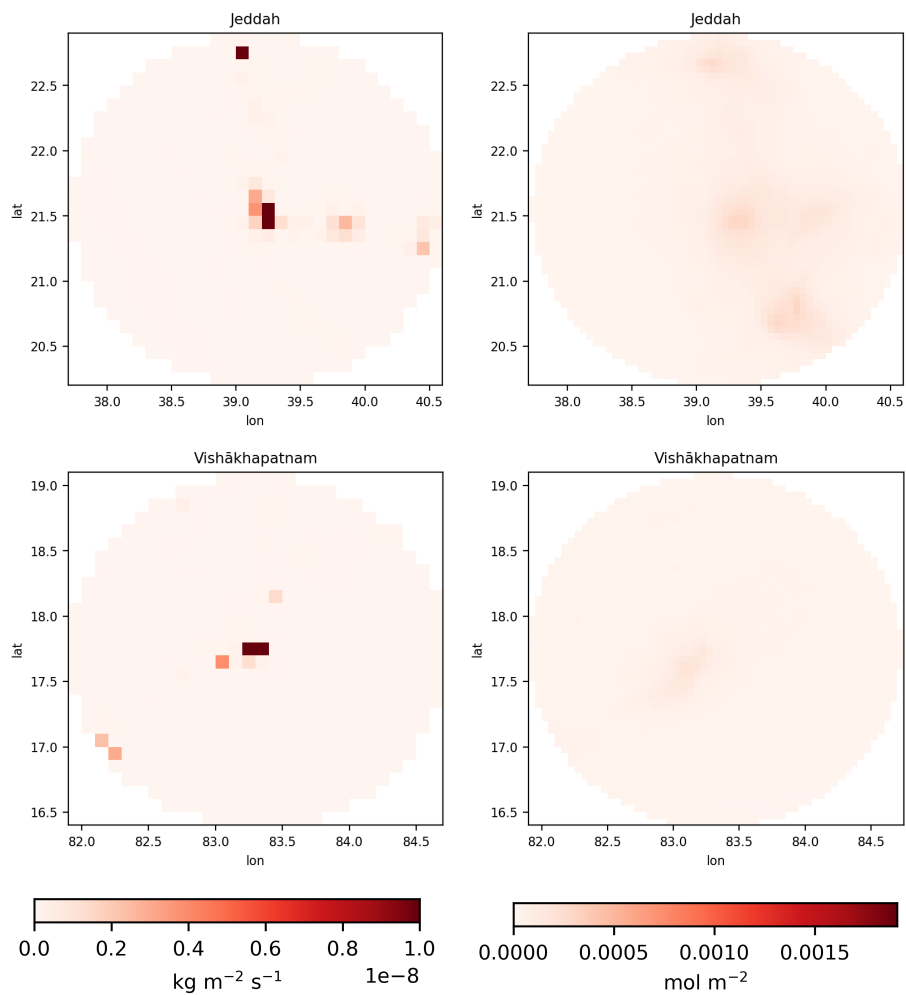 Jeddah
Jeddah
22.5
22.0
21.5
21.0
20.5
lat
38.0 38.5 39.0 39.5 40.0 40.5
lon
22.5
22.0
21.5
21.0
20.5
lat
38.0 38.5 39.0 39.5 40.0 40.5
lon
Vishākhapatnam
Vishākhapatnam
19.0
18.5
18.0
17.5
17.0
16.5
lat
82.0 82.5 83.0 83.5 84.0 84.5
lon
19.0
18.5
18.0
17.5
17.0
16.5
lat
82.0 82.5 83.0 83.5 84.0 84.5
lon
0.0 0.2 0.4 0.6 0.8 1.0
1e−8
kg m⁻² s⁻¹
0.0000 0.0005 0.0010 0.0015
mol m⁻²